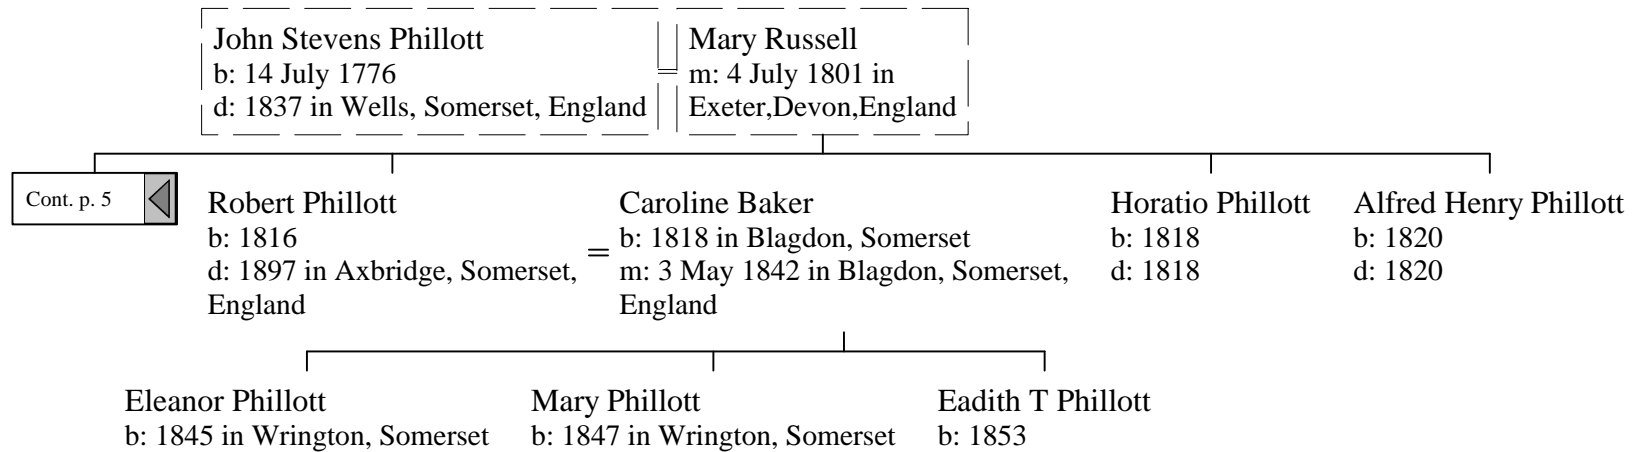 John Stevens Phillott
b: 14 July 1776
d: 1837 in Wells, Somerset, England
Mary Russell
m: 4 July 1801 in
Exeter,Devon,England
=
Cont. p. 5
Robert Phillott
b: 1816
d: 1897 in Axbridge, Somerset,
England
=
Caroline Baker
b: 1818 in Blagdon, Somerset
m: 3 May 1842 in Blagdon, Somerset,
England
Horatio Phillott
b: 1818
d: 1818
Alfred Henry Phillott
b: 1820
d: 1820
Eleanor Phillott
b: 1845 in Wrington, Somerset
Mary Phillott
b: 1847 in Wrington, Somerset
Eadith T Phillott
b: 1853